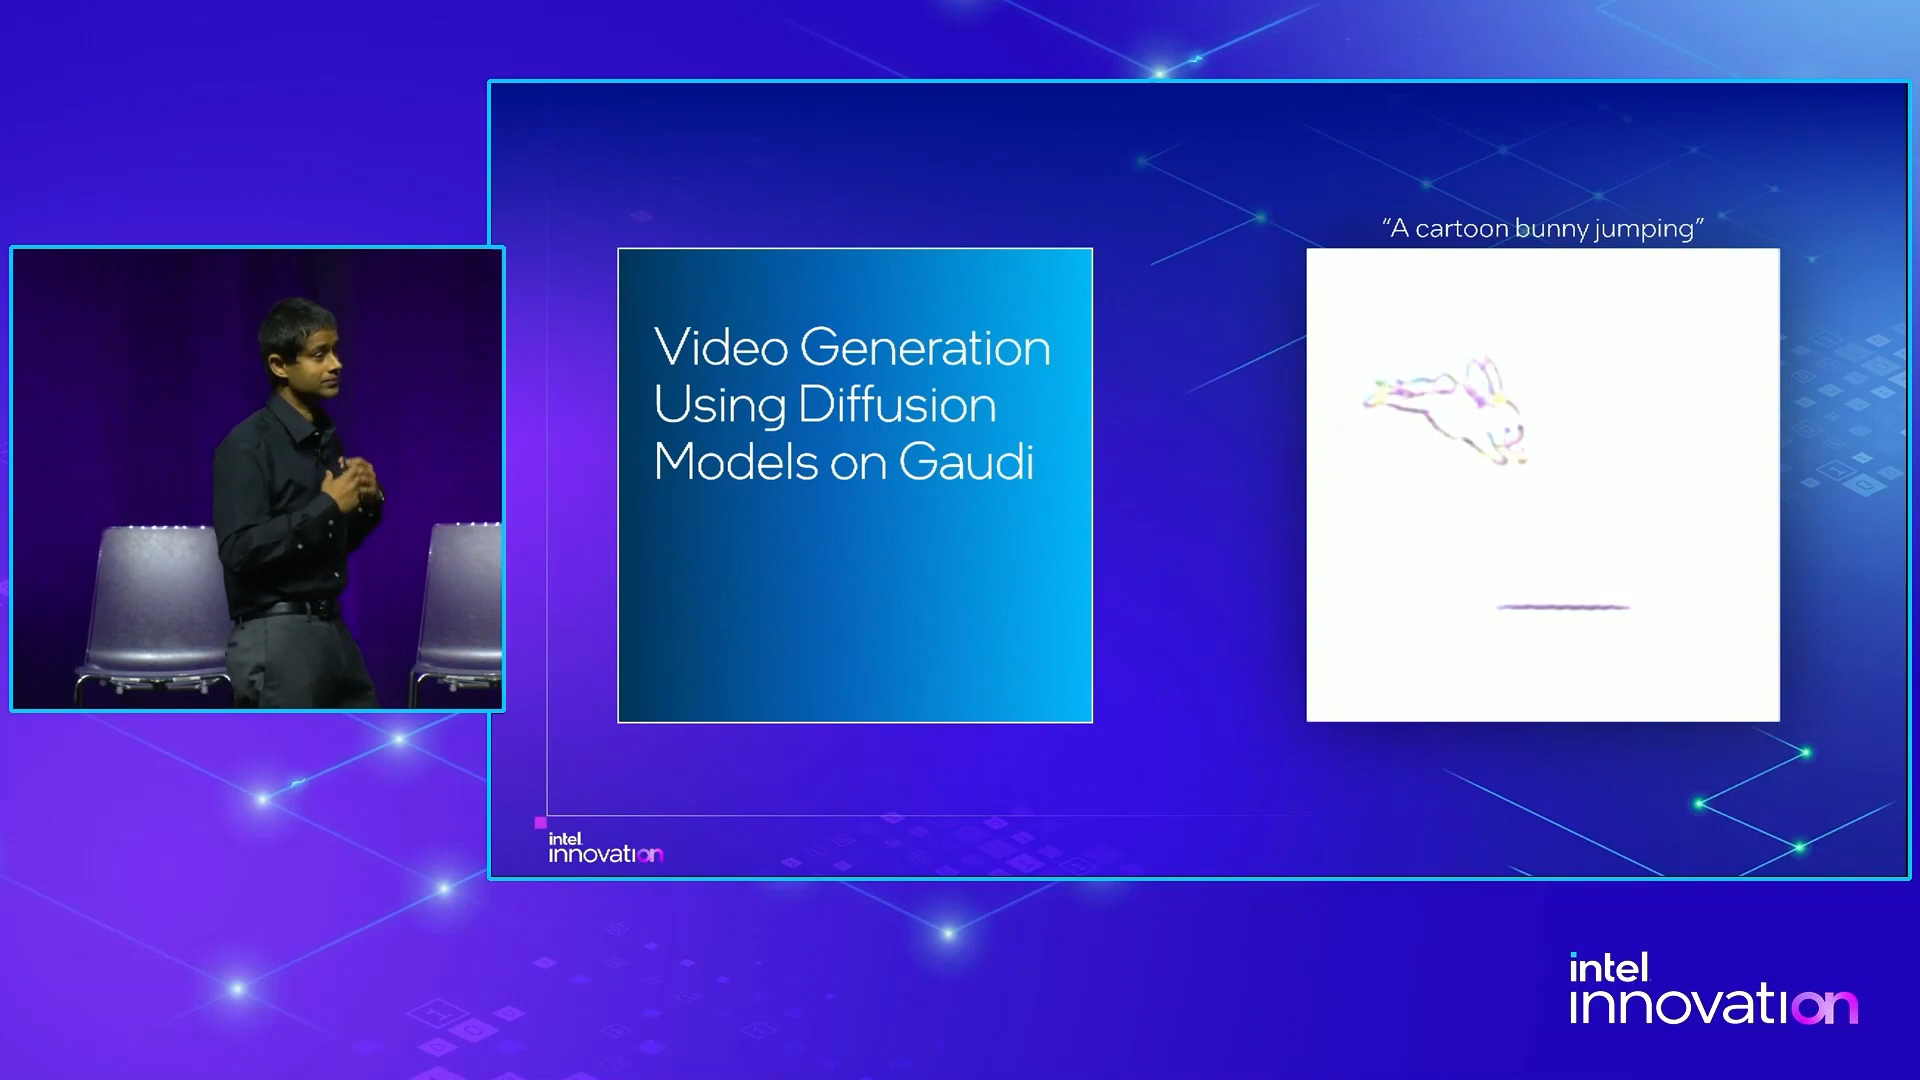 “A cartoon bunny jumping”
Video Generation
Using Diffusion
Models on Gaudi
intel
innovation
intel
innovation